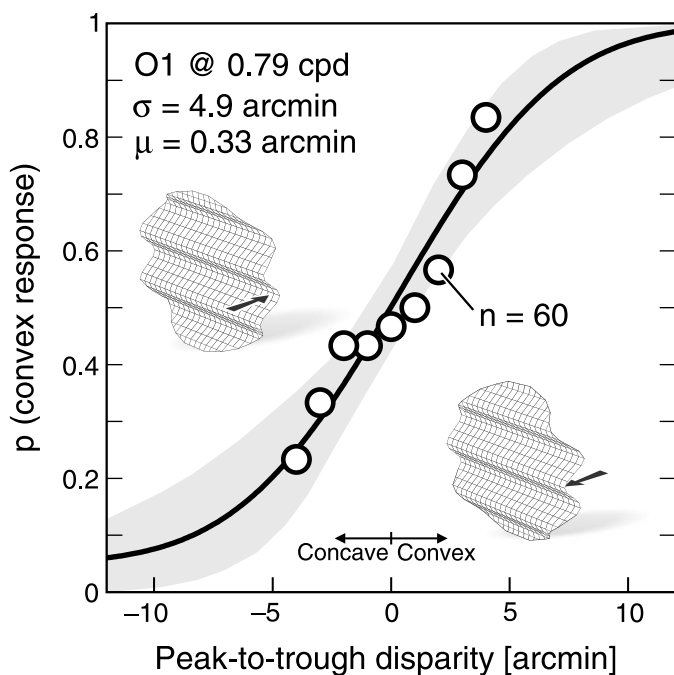 1
0.8
0.6
0.4
0.2
0
p (convex response)
O1 @ 0.79 cpd
σ = 4.9 arcmin
μ = 0.33 arcmin
n = 60
Concave Convex
−10 −5 0 5 10
Peak-to-trough disparity [arcmin]